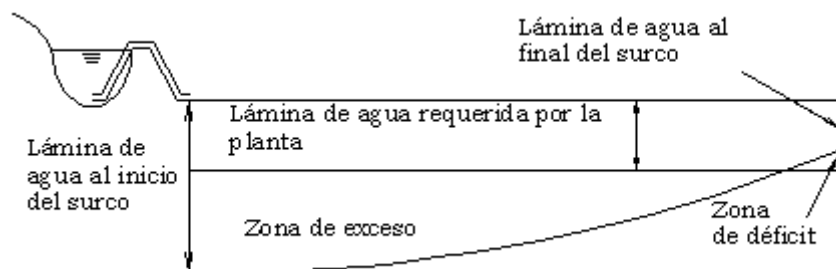 Lámina de agua al
final del surco
Lámina de agua requerida por la
planta
Lámina de
agua al inicio
del surco
Zona de exceso
Zona
de déficit